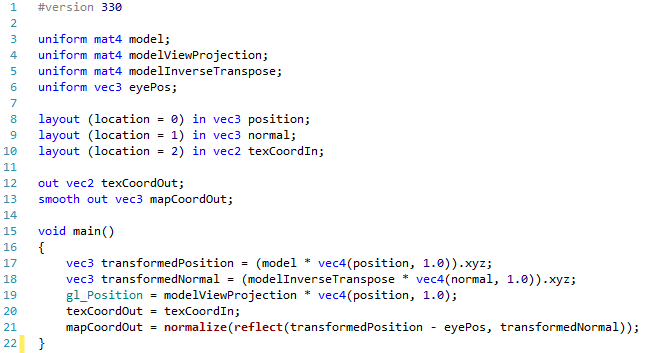 1 #version 330
2
3 uniform mat4 model;
4 uniform mat4 modelViewProjection;
5 uniform mat4 modelInverseTranspose;
6 uniform vec3 eyePos;
7
8 layout (location = 0) in vec3 position;
9 layout (location = 1) in vec3 normal;
10 layout (location = 2) in vec2 texCoordIn;
11
12 out vec2 texCoordOut;
13 smooth out vec3 mapCoordOut;
14
15 void main()
16 {
17     vec3 transformedPosition = (model * vec4(position, 1.0)).xyz;
18     vec3 transformedNormal = (modelInverseTranspose * vec4(normal, 1.0)).xyz;
19     gl_Position = modelViewProjection * vec4(position, 1.0);
20     texCoordOut = texCoordIn;
21     mapCoordOut = normalize(reflect(transformedPosition - eyePos, transformedNormal));
22 }